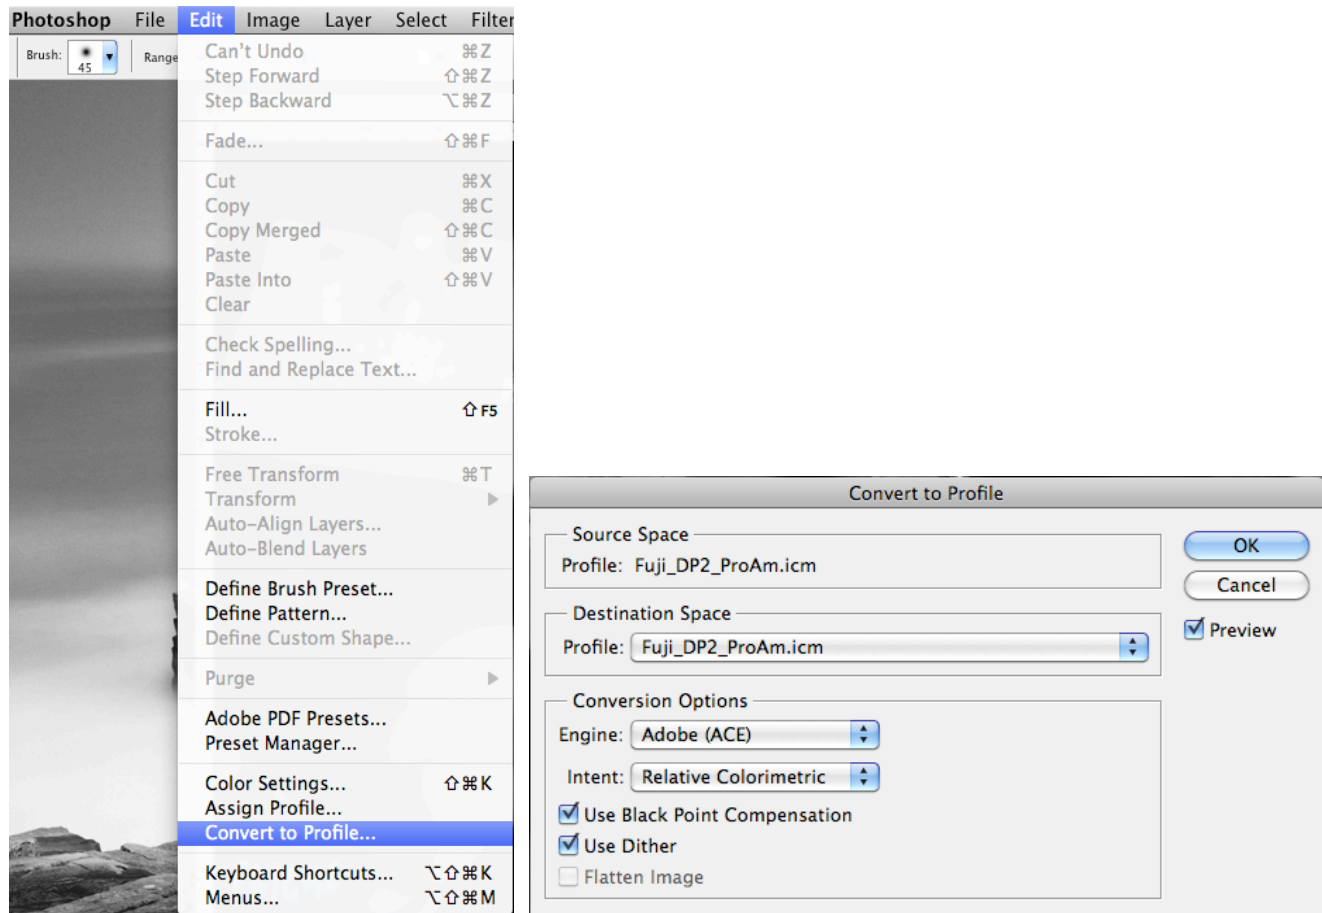 Photoshop File Edit Image Layer Select Filter
Brush: 45 Range
Can't Undo ⌘Z
Step Forward ⇧⌘Z
Step Backward ⌥⌘Z
Fade... ⇧⌘F
Cut ⌘X
Copy ⌘C
Copy Merged ⇧⌘C
Paste ⌘V
Paste Into ⇧⌘V
Clear
Check Spelling...
Find and Replace Text...
Fill... ⇧F5
Stroke...
Free Transform ⌘T
Transform
Auto-Align Layers...
Auto-Blend Layers
Define Brush Preset...
Define Pattern...
Define Custom Shape...
Purge
Adobe PDF Presets...
Preset Manager...
Color Settings... ⇧⌘K
Assign Profile...
Convert to Profile...
Keyboard Shortcuts... ⌥⇧⌘K
Menus... ⌥⇧⌘M
Convert to Profile
Source Space
Profile: Fuji_DP2_ProAm.icm
Destination Space
Profile: Fuji_DP2_ProAm.icm
Conversion Options
Engine: Adobe (ACE)
Intent: Relative Colorimetric
Use Black Point Compensation
Use Dither
Flatten Image
OK
Cancel
Preview